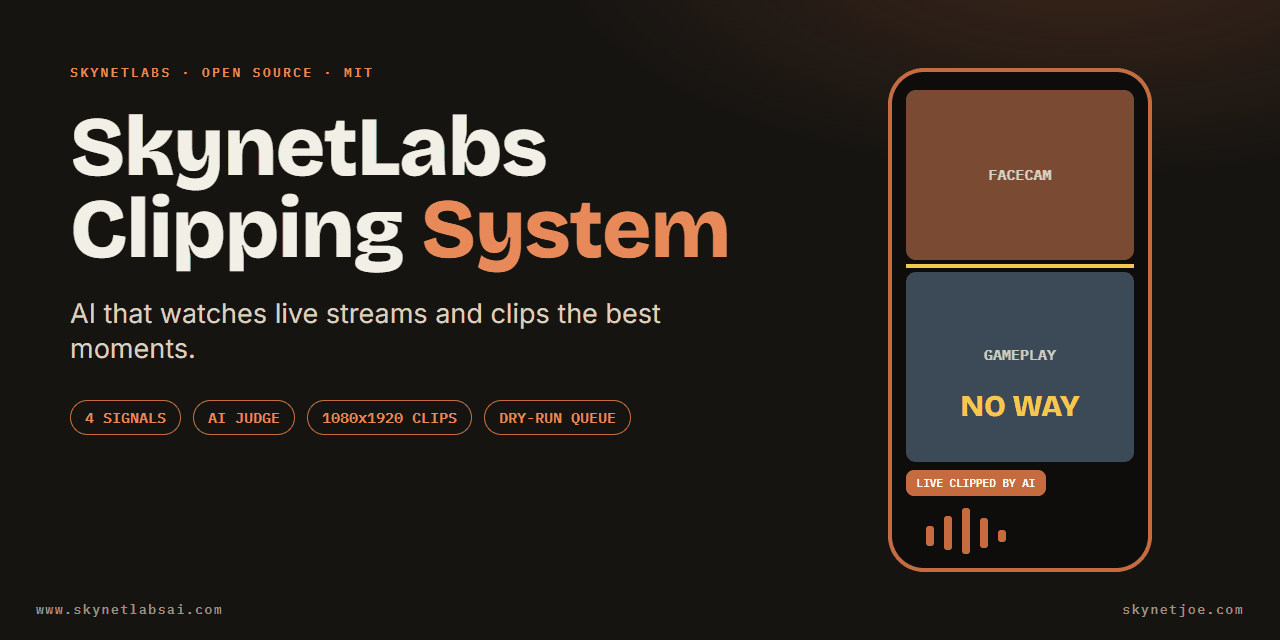 SKYNETLABS · OPEN SOURCE · MIT
SkynetLabs
Clipping System
AI that watches live streams and clips the best
moments.
4 SIGNALS
AI JUDGE
1080x1920 CLIPS
DRY-RUN QUEUE
FACECAM
GAMEPLAY
NO WAY
LIVE CLIPPED BY AI
www.skynetlabsai.com
skynetjoe.com